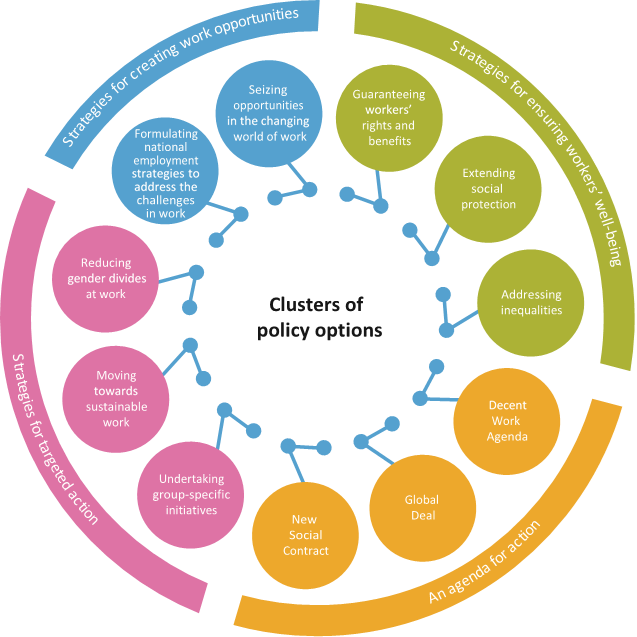 Strategies for creating work opportunities
Strategies for ensuring workers' well-being
Seizing
opportunities
in the changing
world of work
Guaranteeing
workers'
rights and
benefits
Formulating
national
employment
strategies to
address the
challenges
in work
Extending
social
protection
Reducing
gender divides
at work
Clusters of
policy options
Addressing
inequalities
Moving
towards
sustainable
work
Decent
Work
Agenda
Undertaking
group-specific
initiatives
Global
Deal
New
Social
Contract
Strategies for targeted action
An agenda for action